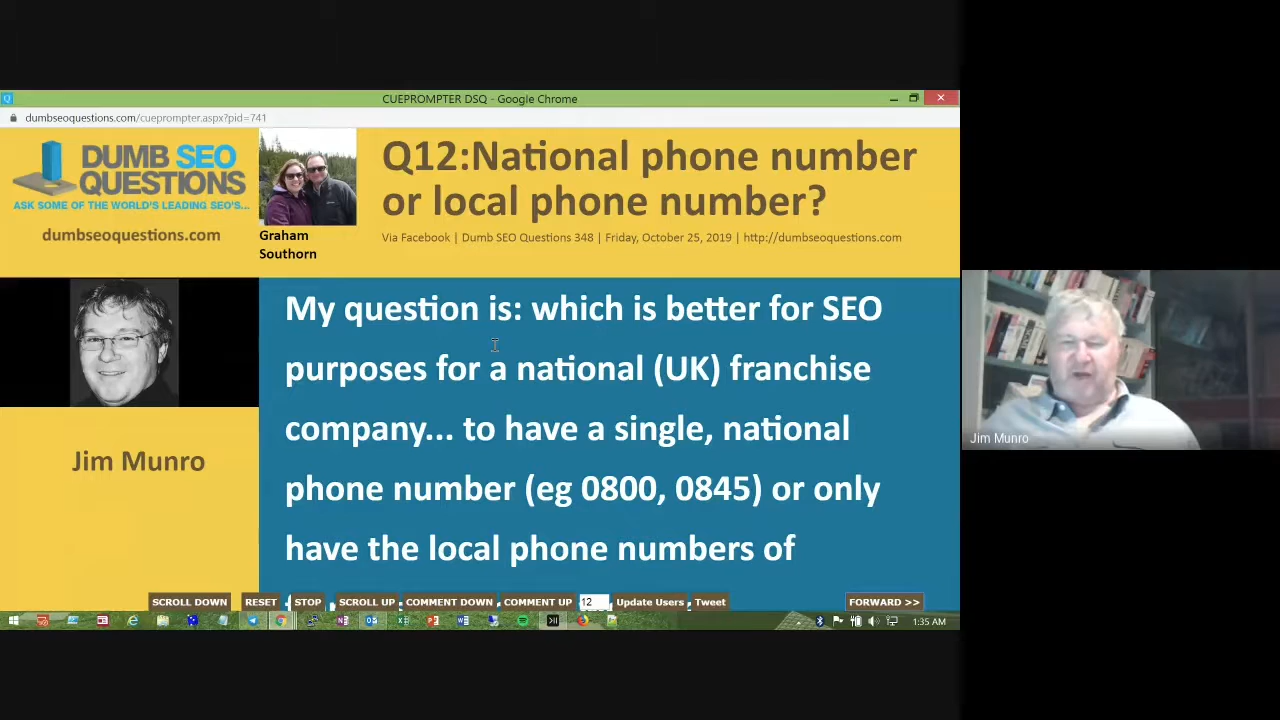 CUEPROMPTER DSQ - Google Chrome
dumbseoquestions.com/cueprompter.aspx?pid=741
DUMB SEO
QUESTIONS
ASK SOME OF THE WORLD'S LEADING SEO'S...
dumbseoquestions.com
Graham
Southorn
Q12:National phone number
or local phone number?
Via Facebook | Dumb SEO Questions 348 | Friday, October 25, 2019 | http://dumbseoquestions.com
Jim Munro
My question is: which is better for SEO
purposes for a national (UK) franchise
company... to have a single, national
phone number (eg 0800, 0845) or only
have the local phone numbers of
Jim Munro
SCROLL DOWN RESET STOP SCROLL UP COMMENT DOWN COMMENT UP 12 Update Users Tweet FORWARD >>
1:35 AM